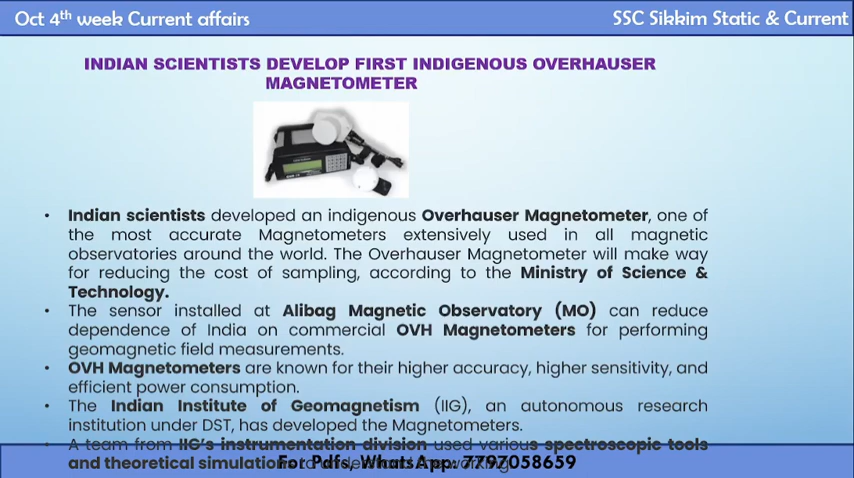 Oct 4th week Current affairs
SSC Sikkim Static & Current
INDIAN SCIENTISTS DEVELOP FIRST INDIGENOUS OVERHAUSER
MAGNETOMETER
• Indian scientists developed an indigenous Overhauser Magnetometer, one of
the most accurate Magnetometers extensively used in all magnetic
observatories around the world. The Overhauser Magnetometer will make way
for reducing the cost of sampling, according to the Ministry of Science &
Technology.
• The sensor installed at Alibag Magnetic Observatory (MO) can reduce
dependence of India on commercial OVH Magnetometers for performing
geomagnetic field measurements.
• OVH Magnetometers are known for their higher accuracy, higher sensitivity, and
efficient power consumption.
• The Indian Institute of Geomagnetism (IIG), an autonomous research
institution under DST, has developed the Magnetometers.
• A team from IIG's instrumentation division used various spectroscopic tools
and theoretical simulations to understand the working
For Pdfs, WhatsApp: 7797058659